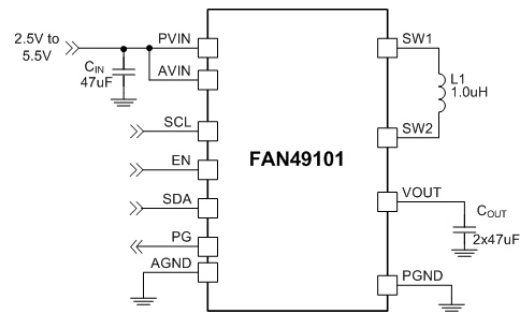 2.5V to
5.5V
CIN
47uF
PVIN
AVIN
SCL
EN
SDA
PG
AGND
FAN49101
SW1
L1
1.0uH
SW2
VOUT
COUT
2x47uF
PGND